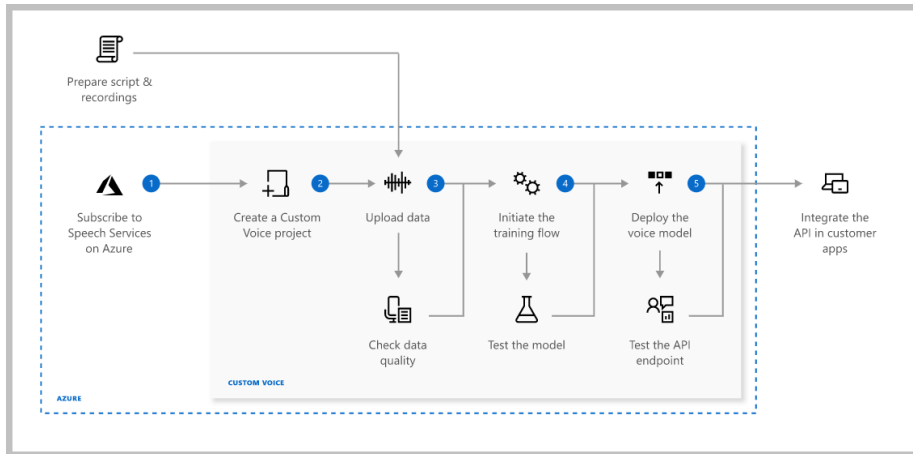 Prepare script &
recordings
1
2
3
4
5
Subscribe to
Speech Services
on Azure
Create a Custom
Voice project
Upload data
Initiate the
training flow
Deploy the
voice model
Integrate the
API in customer
apps
Check data
quality
Test the model
Test the API
endpoint
CUSTOM VOICE
AZURE